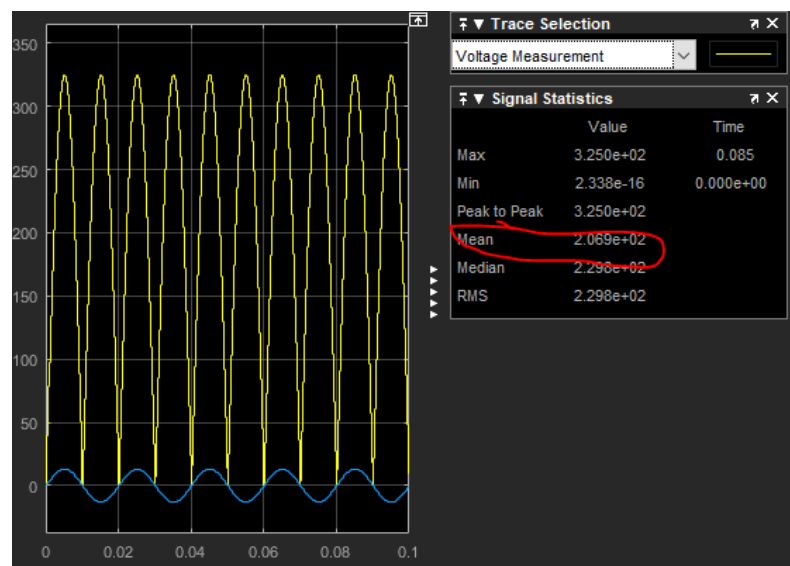 350
300
250
200
150
100
50
0
0 0.02 0.04 0.06 0.08 0.1
Trace Selection
Voltage Measurement
Signal Statistics
Value Time
Max 3.250e+02 0.085
Min 2.338e-16 0.000e+00
Peak to Peak 3.250e+02
Mean 2.069e+02
Median 2.298e+02
RMS 2.298e+02